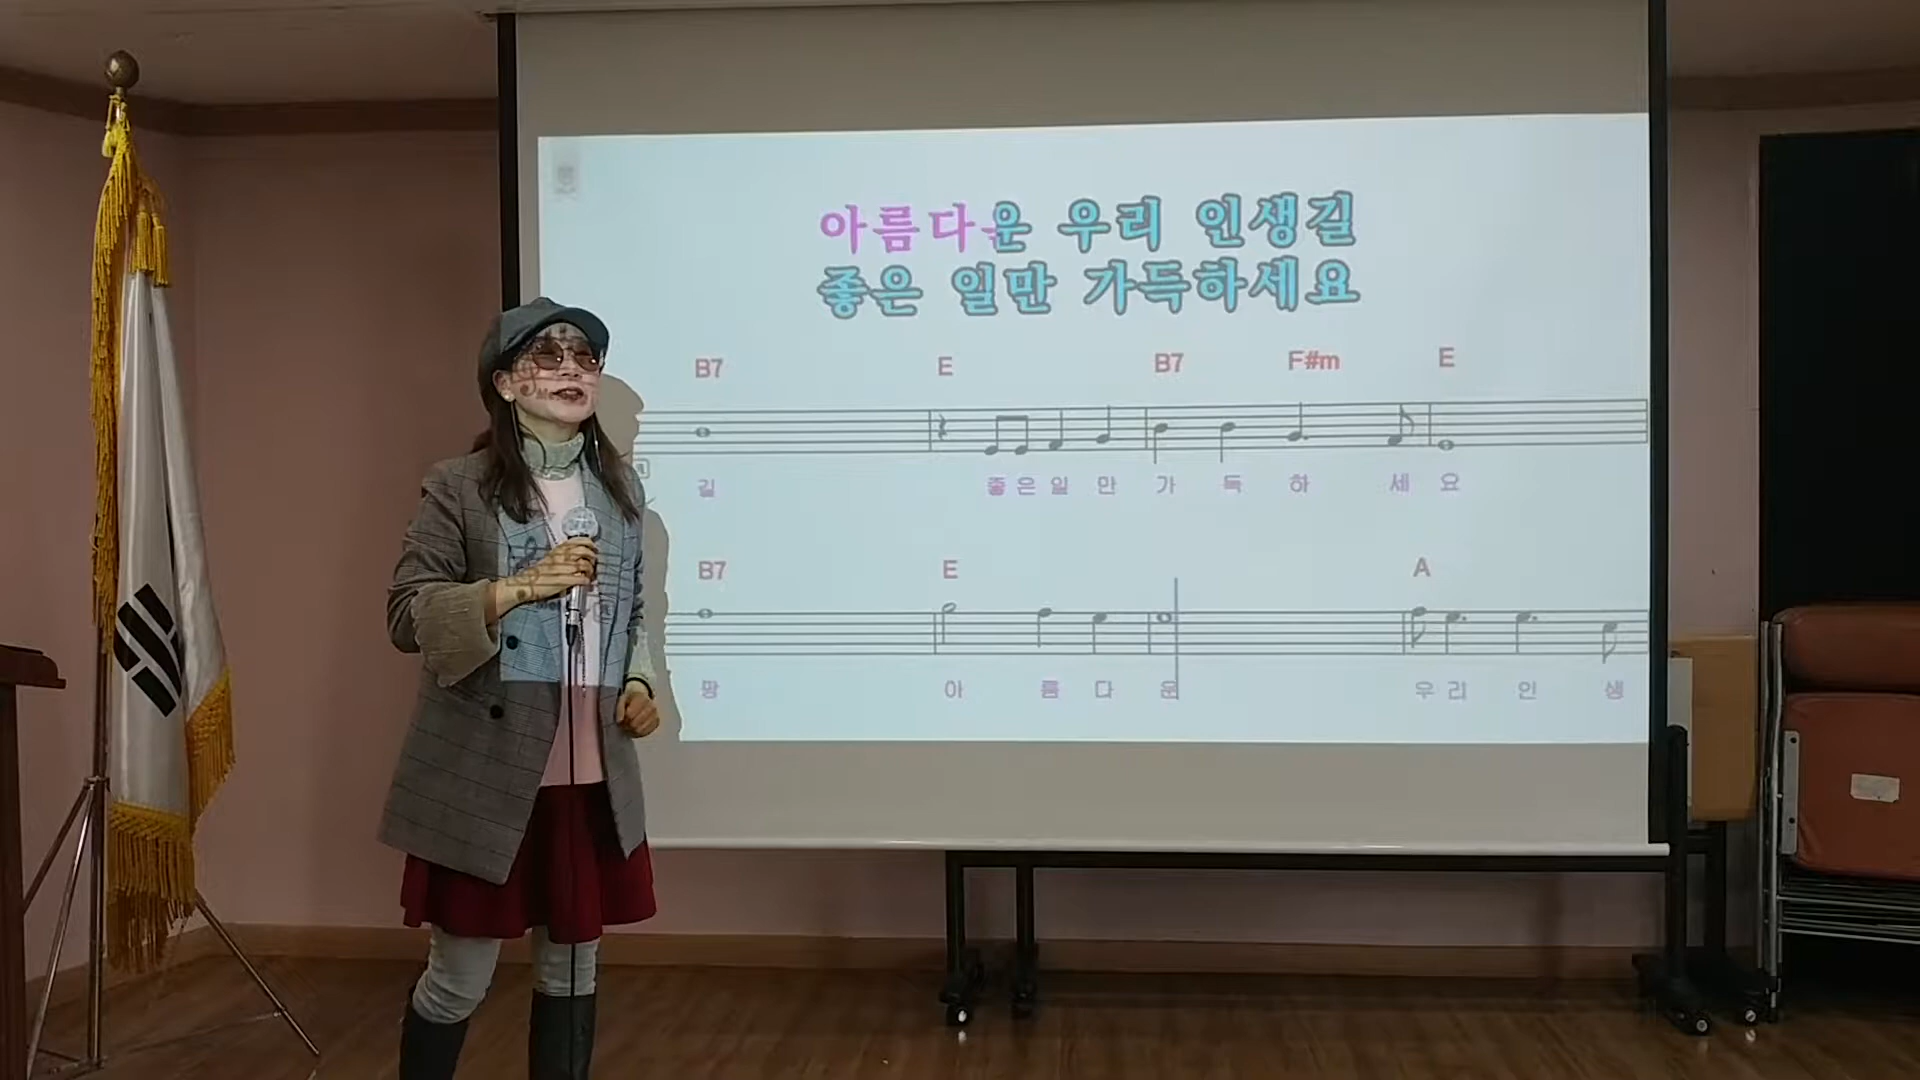 아름다운 우리 인생길
좋은 일만 가득하세요
B7 E B7 F#m E
길 좋은일 만 가 득 하 세 요
B7 E A
팡 아 름 다 운 우리 인 생